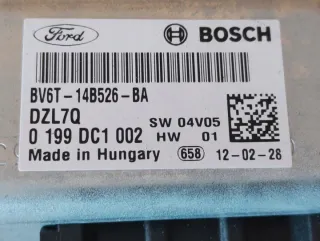 Ford BOSCH
BV6T-14B526-BA
DZL7Q SW 04V05
0 199 DC1 002 HW 01
Made in Hungary 658 12-02-28